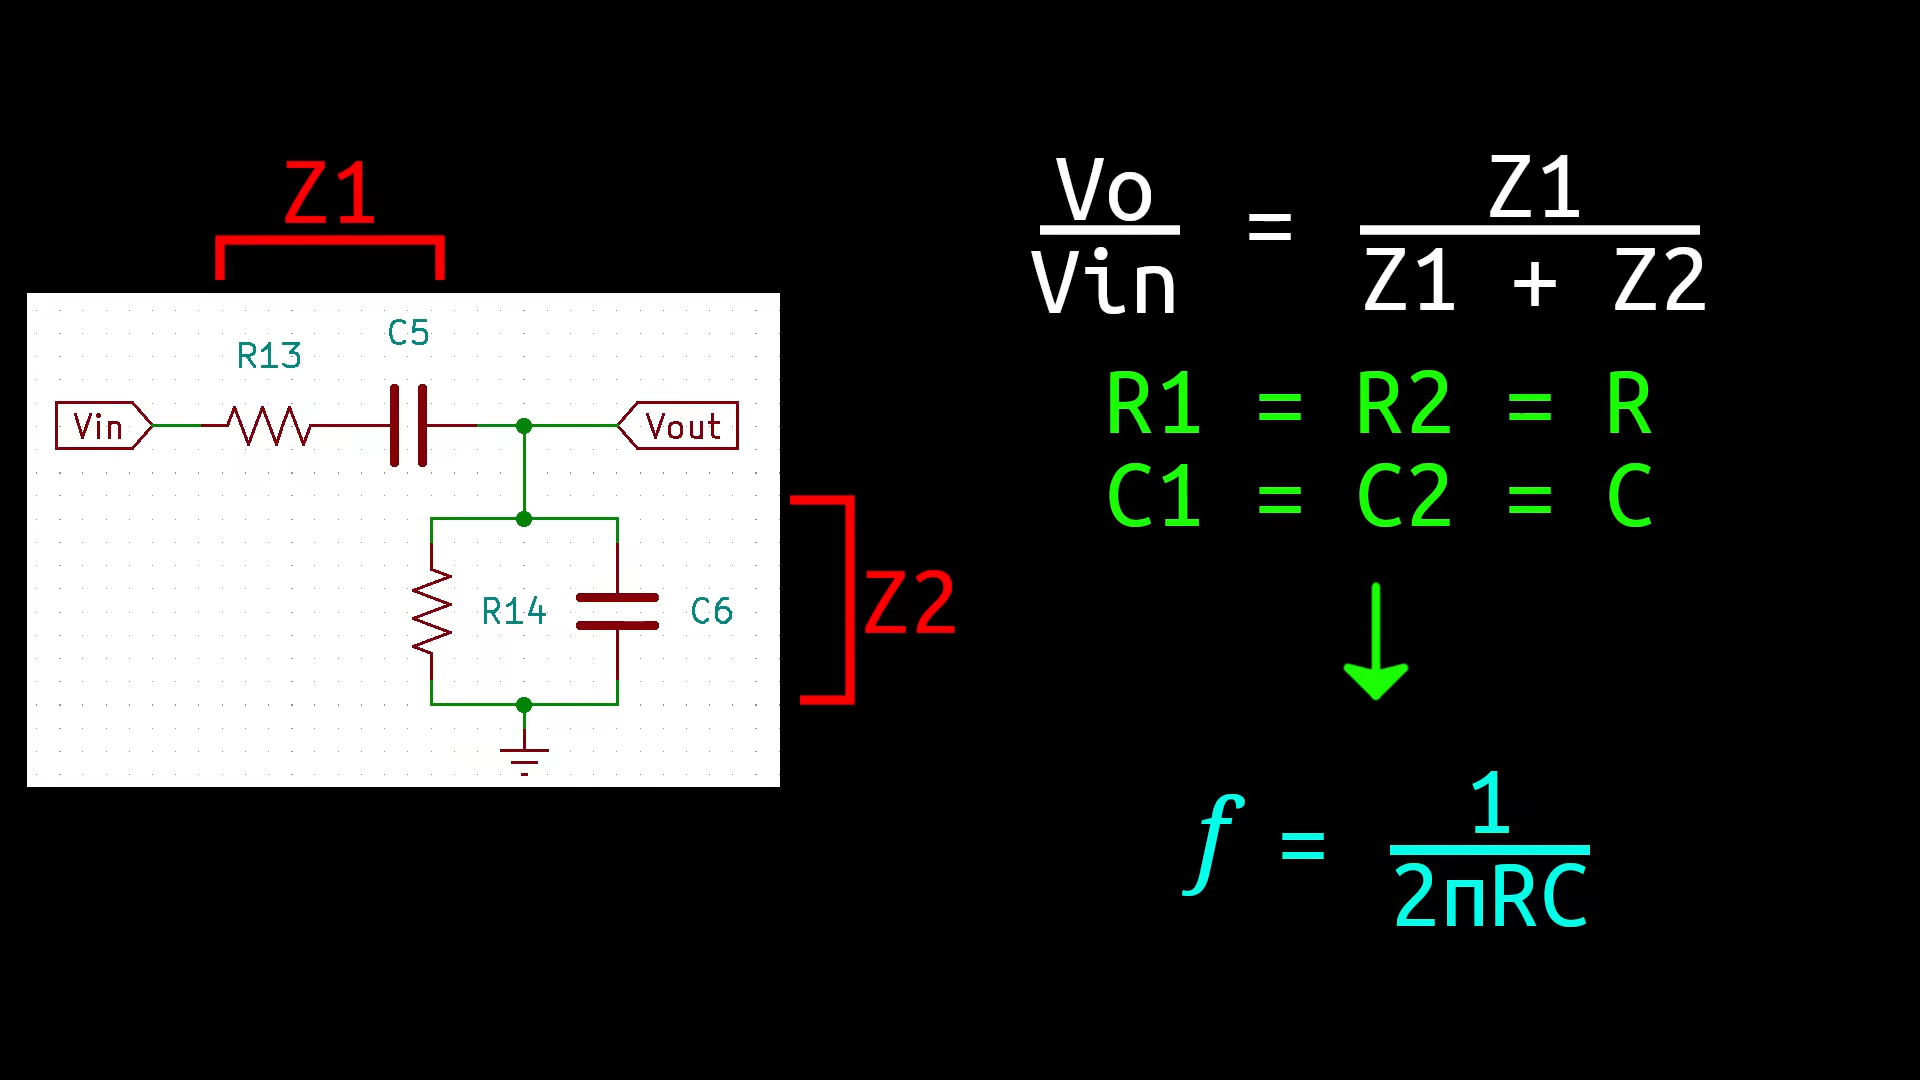 Z1
C5
R13
Vin
Vout
R14
C6
Z2
Vo
Vin
=
Z1
Z1 + Z2
R1 = R2 = R
C1 = C2 = C
f =
1
2πRC